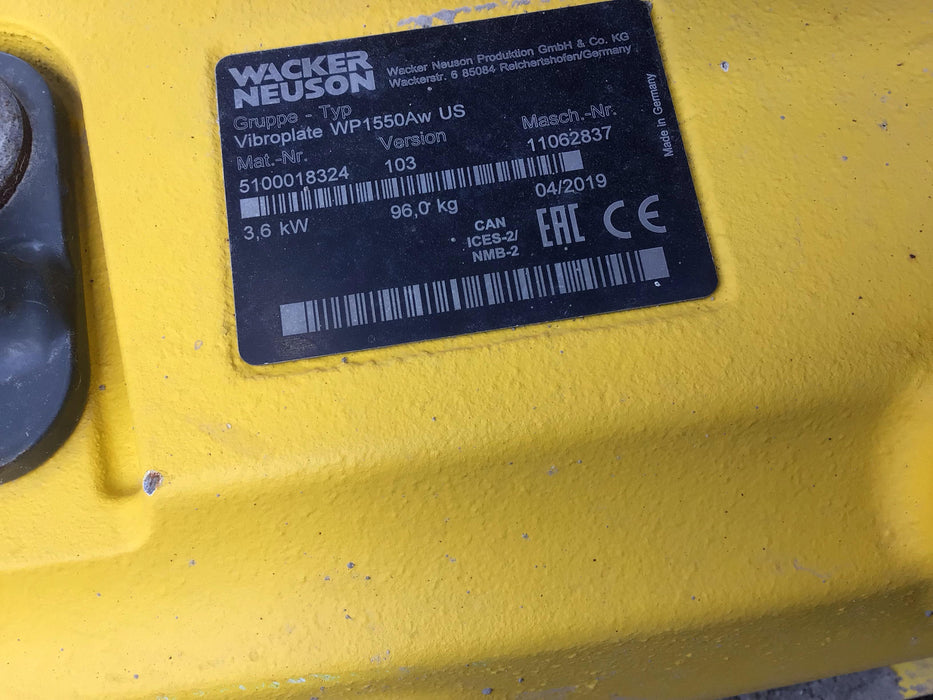 WACKER
NEUSON
Wacker Neuson Produktion GmbH & Co. KG
Wackerstr. 6 85084 Reichertshofen/Germany
Gruppe - Typ
Vibroplate WP1550Aw US
Mat.-Nr. Version Masch.-Nr.
5100018324 103 11062837
3,6 kW 96,0 kg 04/2019
CAN
ICES-2/
NMB-2
EAC CE
Made in Germany